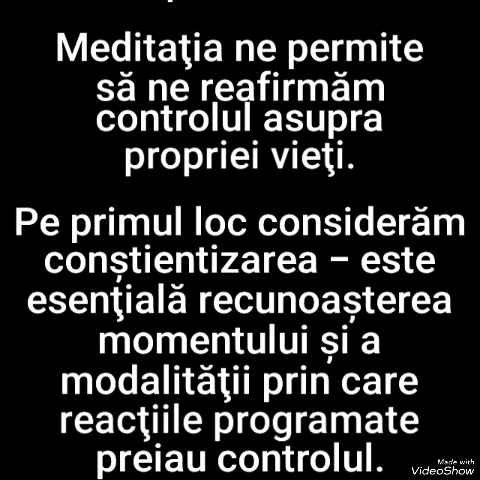 Meditaţia ne permite
să ne reafirmăm
controlul asupra
propriei vieţi.
Pe primul loc considerăm
conștientizarea – este
esenţială recunoașterea
momentului și a
modalităţii prin care
reacţiile programate
preiau controlul.
Made with
VideoShow